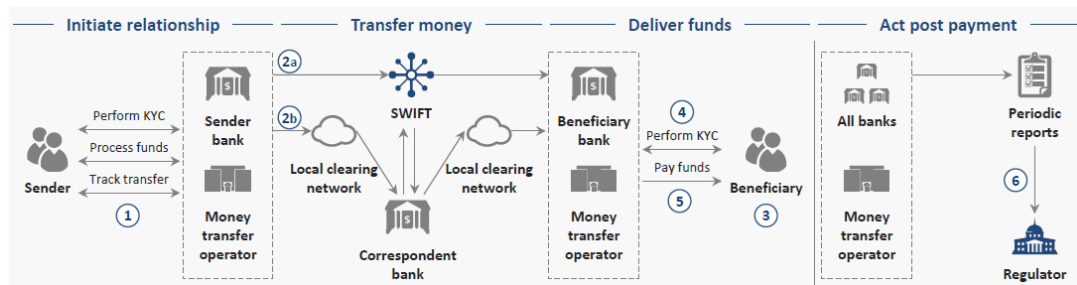 Initiate relationship
Transfer money
Deliver funds
Act post payment
2a
2b
Perform KYC
Process funds
Track transfer
Sender
1
$
Sender
bank
Money
transfer
operator
SWIFT
Local clearing
network
Local clearing
network
$
Correspondent
bank
$
Beneficiary
bank
Money
transfer
operator
4
Perform KYC
Pay funds
5
Beneficiary
3
All banks
Money
transfer
operator
Periodic
reports
6
Regulator